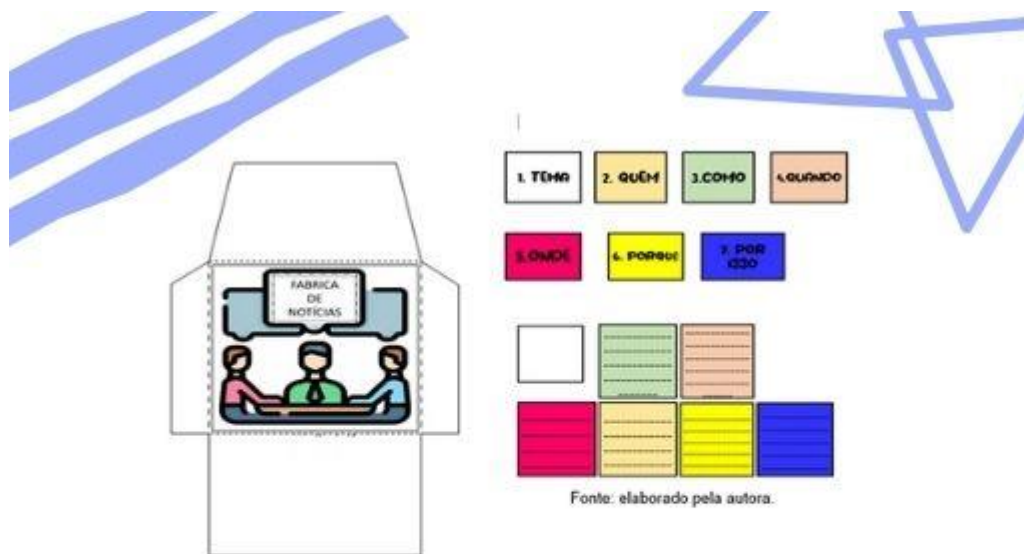 FABRICA
DE
NOTÍCIAS
1. TEMA
2. QUÉM
3.COMO
4.QUANDO
5.ONDE
6. PORQUE
7. POR
ISSO
Fonte: elaborado pela autora.